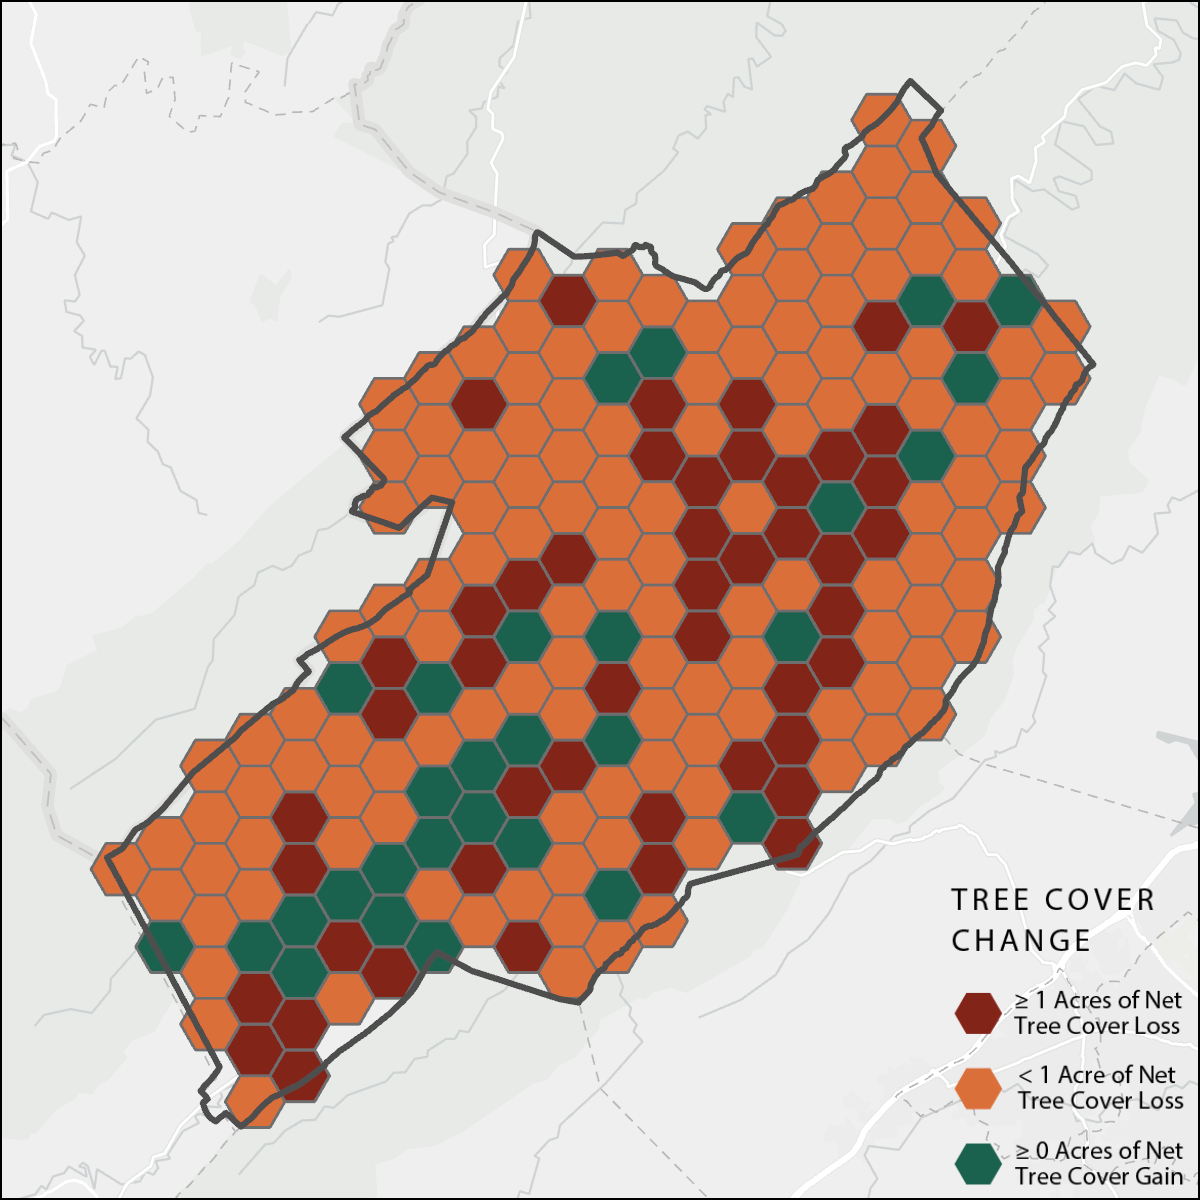 TREE COVER
CHANGE
≥ 1 Acres of Net
Tree Cover Loss
< 1 Acre of Net
Tree Cover Loss
≥ 0 Acres of Net
Tree Cover Gain